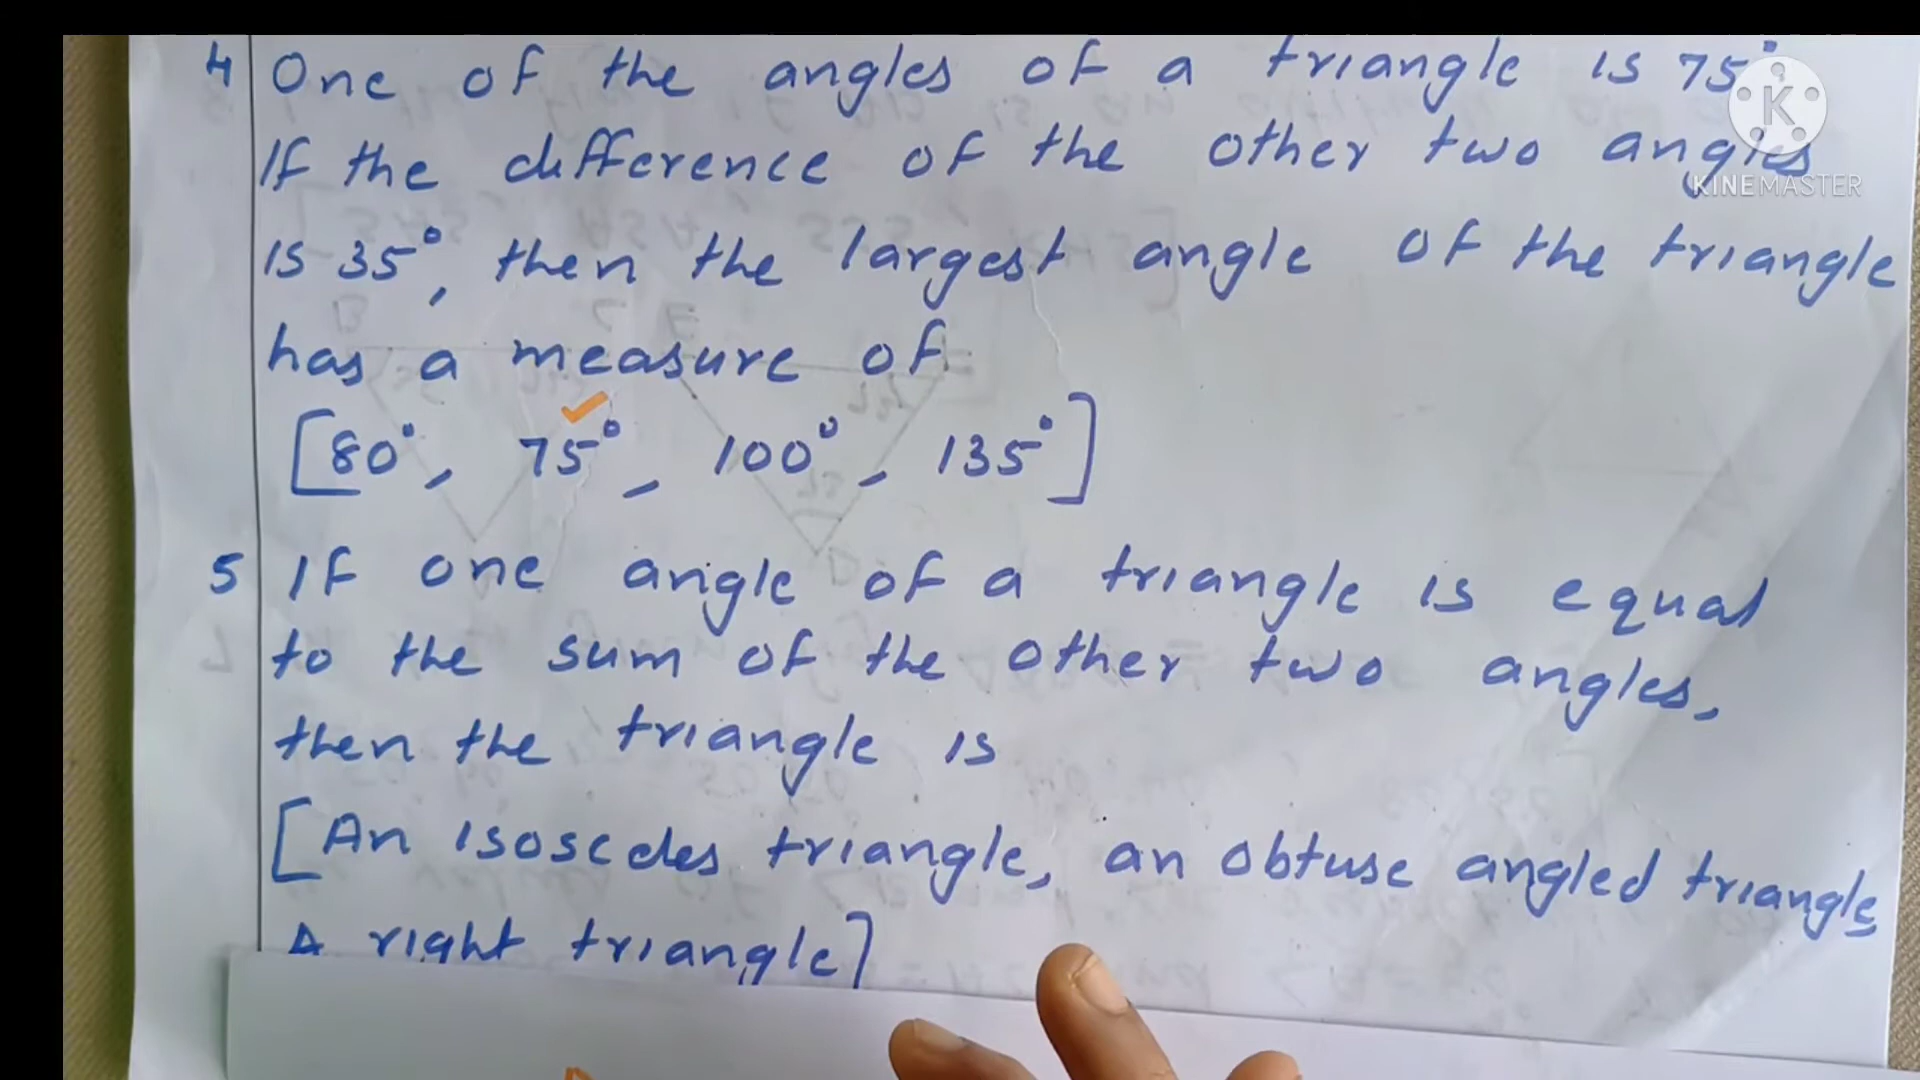 4 One of the angles of a triangle is 75°.
If the difference of the other two angles
is 35°, then the largest angle of the triangle
has a measure of
[80°, 75°, 100°, 135°]
5 If one angle of a triangle is equal
to the sum of the other two angles,
then the triangle is
[An isosceles triangle, an obtuse angled triangle
A right triangle]
K
KINEMASTER